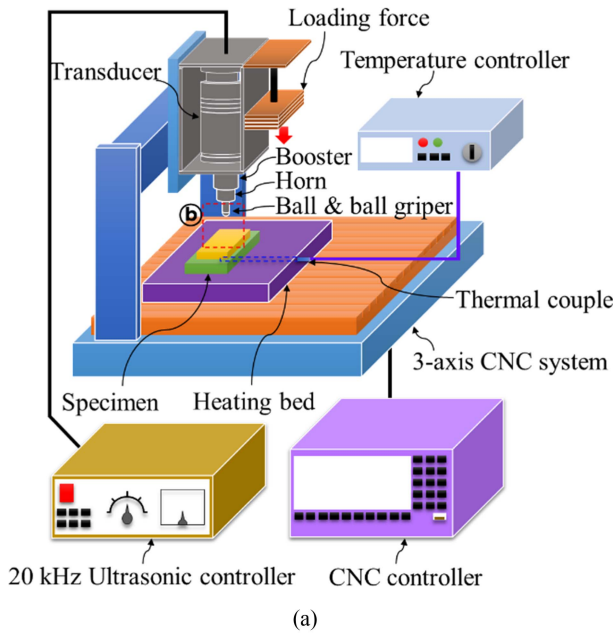 Loading force
Transducer
Temperature controller
Booster
Horn
ⓑ
Ball & ball griper
Thermal couple
3-axis CNC system
Specimen
Heating bed
20 kHz Ultrasonic controller
CNC controller
(a)